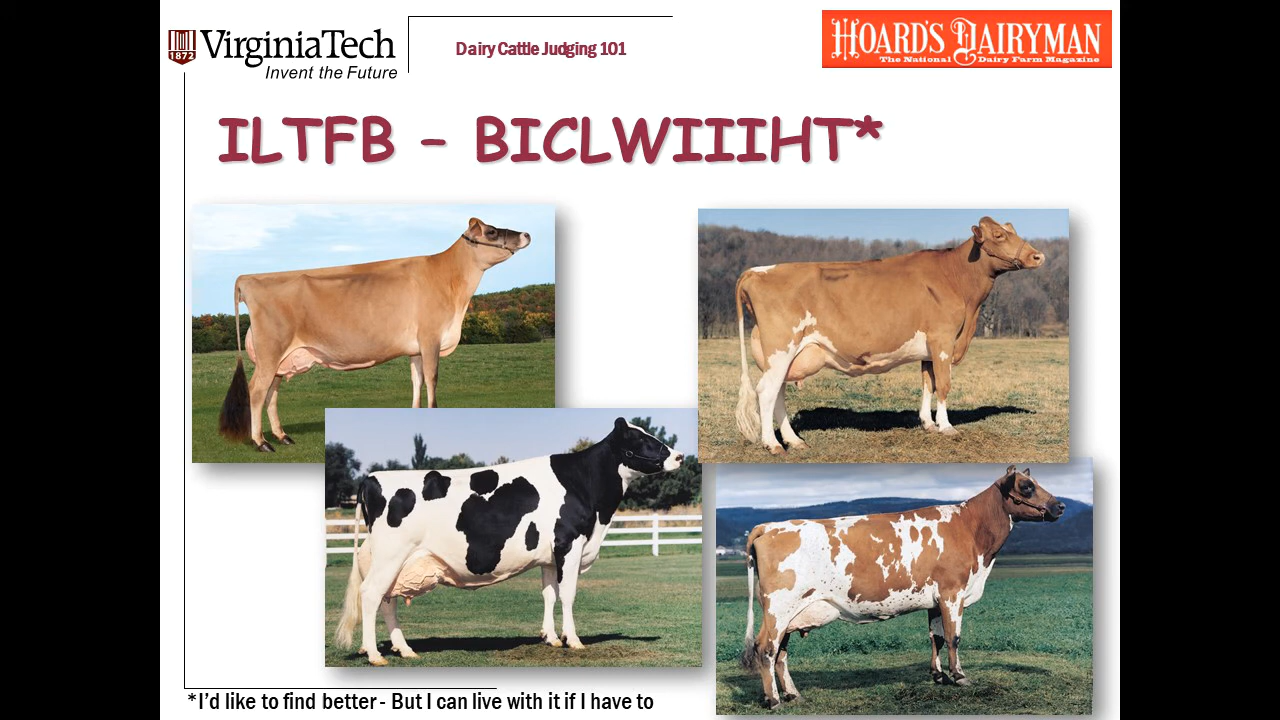 1872
VirginiaTech
Invent the Future
Dairy Cattle Judging 101
HOARD'S DAIRYMAN
The National Dairy Farm Magazine
ILTFB - BICLWIIIHT*
*I'd like to find better - But I can live with it if I have to